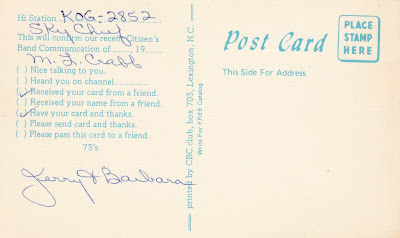 Hi Station KOG-2852
Sky Chief
This will confirm our recent Citizen's
Band Communication of ........, 19......
M. L. Crabb
( ) Nice talking to you.
( ) Heard you on channel..............
(✓) Received your card from a friend.
( ) Received your name from a friend.
(✓) Have your card and thanks.
( ) Please send card and thanks.
( ) Please pass this card to a friend.
73's
Jerry & Barbara
printed by CBC club, box 703, Lexington, N.C.
Write For FREE Catalog
Post Card
This Side For Address
PLACE
STAMP
HERE